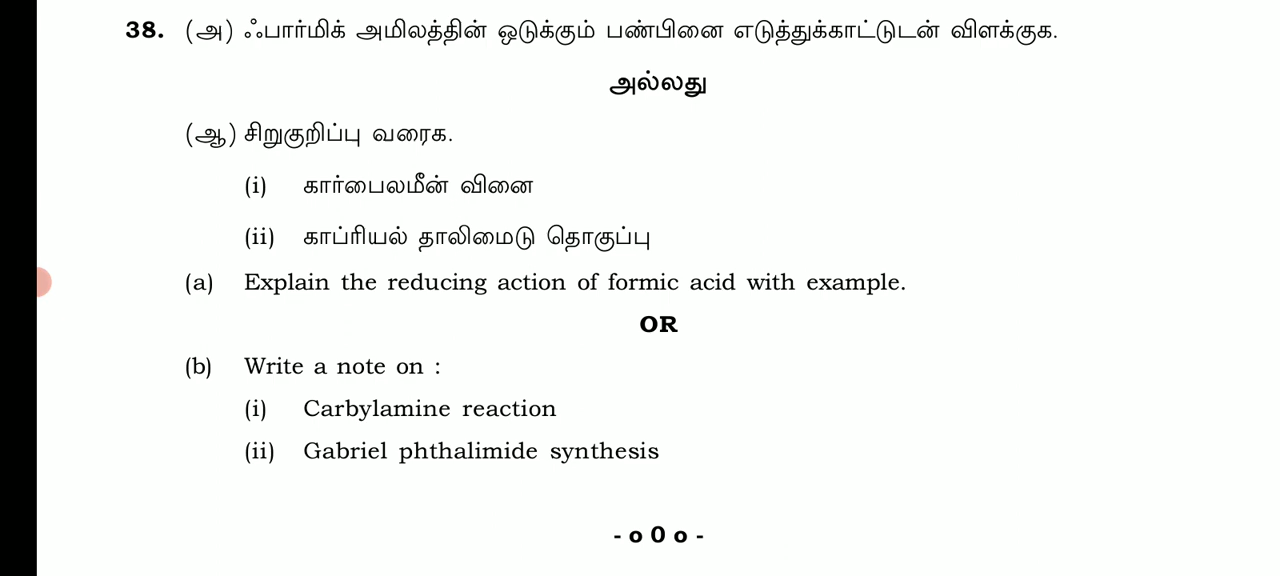 38. (அ) ஃபார்மிக் அமிலத்தின் ஒடுக்கும் பண்பினை எடுத்துக்காட்டுடன் விளக்குக.
அல்லது
(ஆ) சிறுகுறிப்பு வரைக.
(i) கார்பைலமீன் வினை
(ii) காப்ரியல் தாலிமைடு தொகுப்பு
(a) Explain the reducing action of formic acid with example.
OR
(b) Write a note on :
(i) Carbylamine reaction
(ii) Gabriel phthalimide synthesis
- o 0 o -